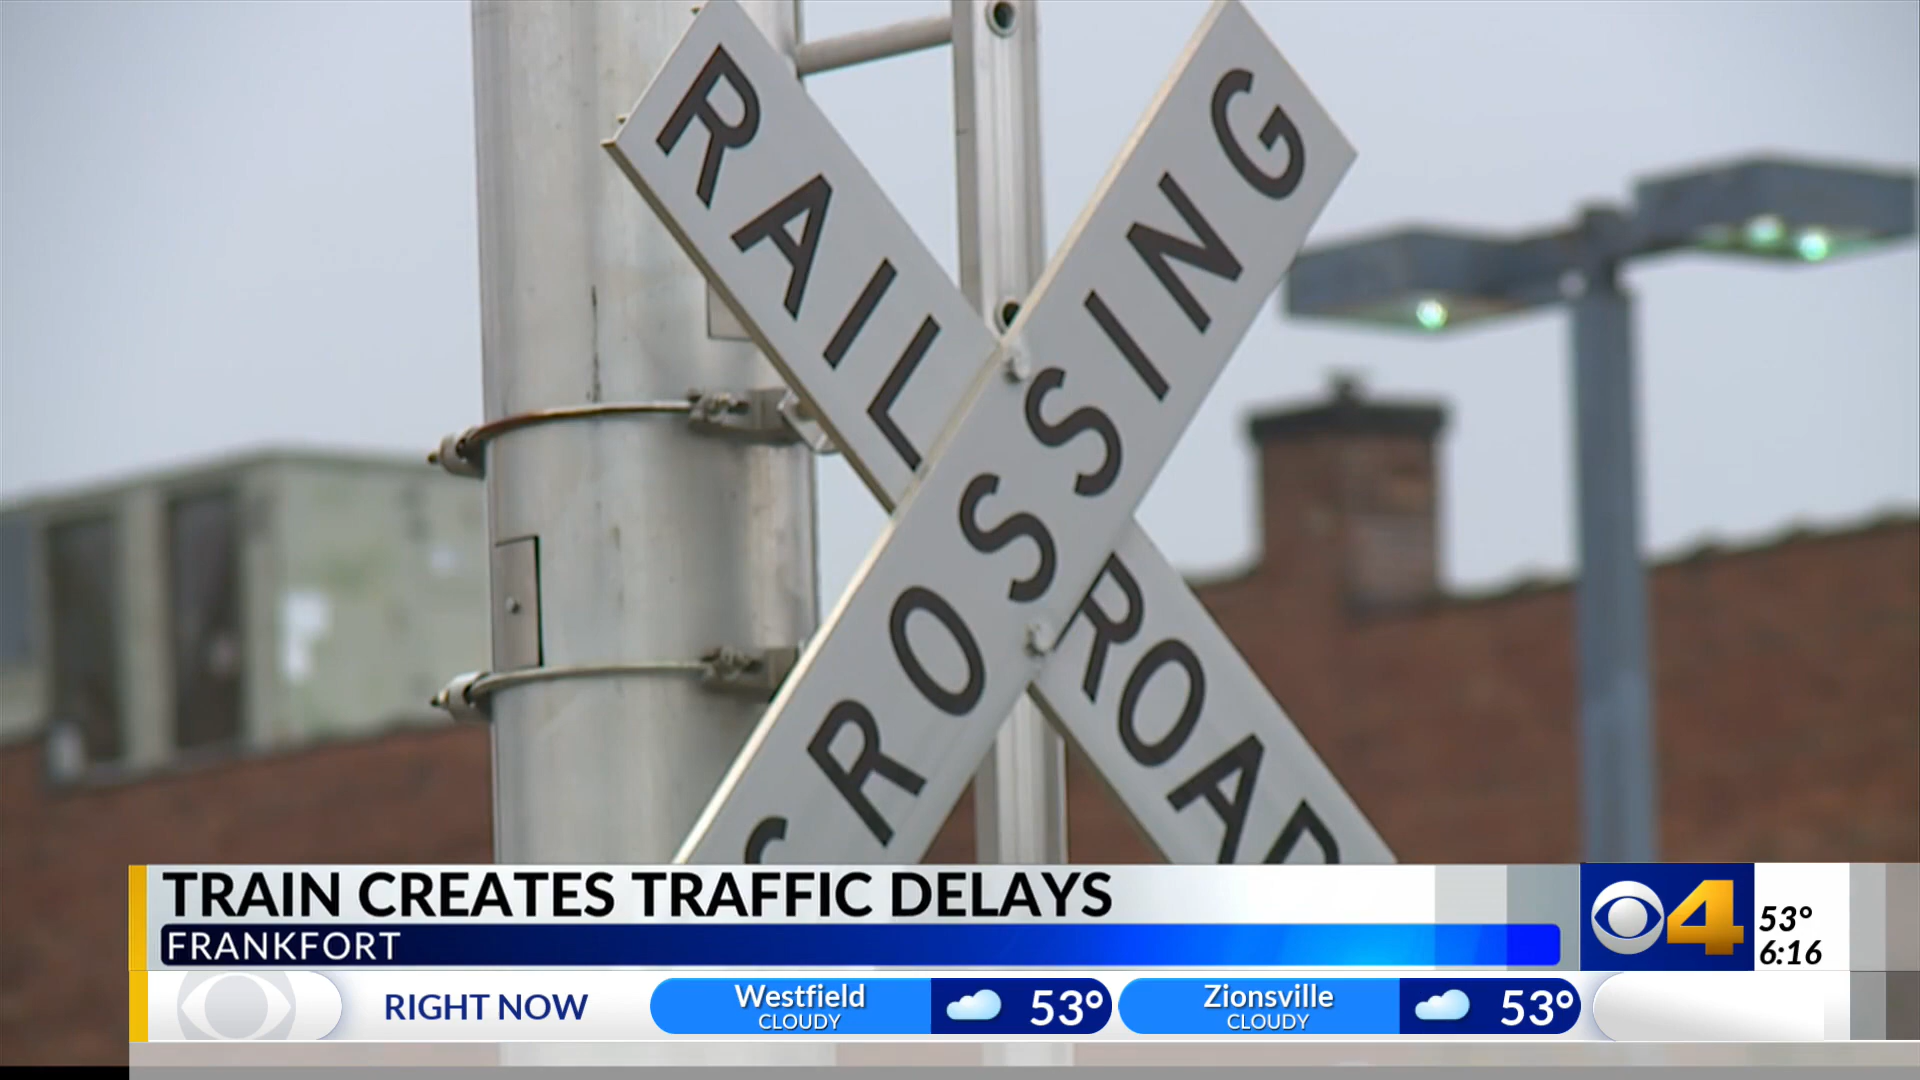 RAILROAD
CROSSING
TRAIN CREATES TRAFFIC DELAYS
FRANKFORT
4
53°
6:16
RIGHT NOW
Westfield
CLOUDY
53°
Zionsville
CLOUDY
53°